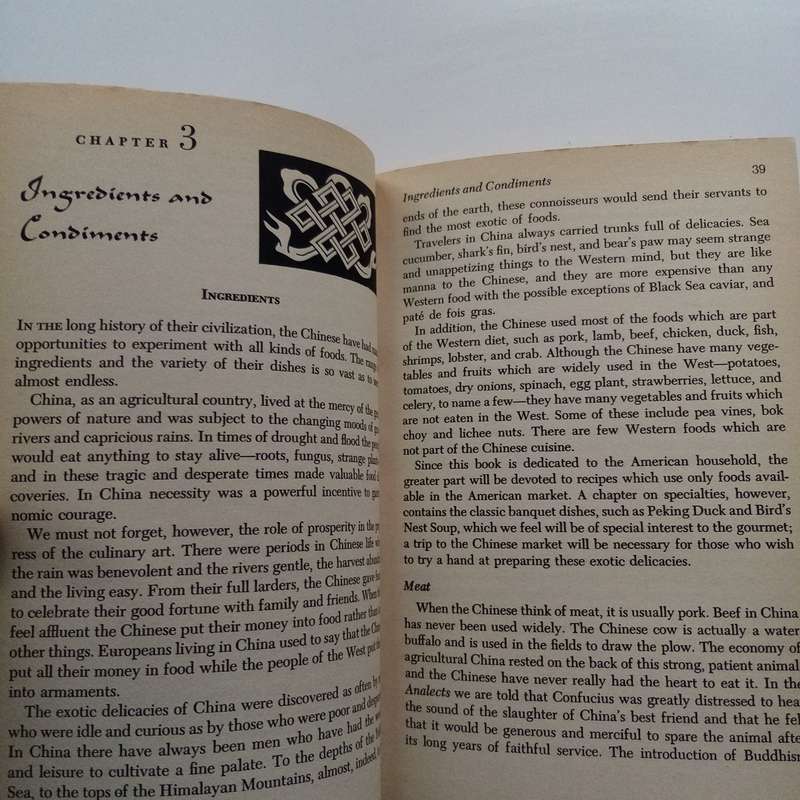 CHAPTER 3
Ingredients and
Condiments
INGREDIENTS
IN THE long history of their civilization, the Chinese have had
opportunities to experiment with all kinds of foods. The
ingredients and the variety of their dishes is so vast as to
almost endless.
China, as an agricultural country, lived at the mercy of the
powers of nature and was subject to the changing moods of
rivers and capricious rains. In times of drought and flood the
would eat anything to stay alive—roots, fungus, strange
and in these tragic and desperate times made valuable food
coveries. In China necessity was a powerful incentive to
nomic courage.
We must not forget, however, the role of prosperity in the
ress of the culinary art. There were periods in Chinese life
the rain was benevolent and the rivers gentle, the harvest
and the living easy. From their full larders, the Chinese gave
to celebrate their good fortune with family and friends. When
feel affluent the Chinese put their money into food rather than
other things. Europeans living in China used to say that the
put all their money in food while the people of the West put
into armaments.
The exotic delicacies of China were discovered as often by
who were idle and curious as by those who were poor and
In China there have always been men who have had the
and leisure to cultivate a fine palate. To the depths of the
Sea, to the tops of the Himalayan Mountains, almost, indeed,
Ingredients and Condiments 39
ends of the earth, these connoisseurs would send their servants to
find the most exotic of foods.
Travelers in China always carried trunks full of delicacies. Sea
cucumber, shark's fin, bird's nest, and bear's paw may seem strange
and unappetizing things to the Western mind, but they are like
manna to the Chinese, and they are more expensive than any
Western food with the possible exceptions of Black Sea caviar, and
paté de fois gras.
In addition, the Chinese used most of the foods which are part
of the Western diet, such as pork, lamb, beef, chicken, duck, fish,
shrimps, lobster, and crab. Although the Chinese have many vege-
tables and fruits which are widely used in the West—potatoes,
tomatoes, dry onions, spinach, egg plant, strawberries, lettuce, and
celery, to name a few—they have many vegetables and fruits which
are not eaten in the West. Some of these include pea vines, bok
choy and lichee nuts. There are few Western foods which are
not part of the Chinese cuisine.
Since this book is dedicated to the American household, the
greater part will be devoted to recipes which use only foods avail-
able in the American market. A chapter on specialties, however,
contains the classic banquet dishes, such as Peking Duck and Bird's
Nest Soup, which we feel will be of special interest to the gourmet;
a trip to the Chinese market will be necessary for those who wish
to try a hand at preparing these exotic delicacies.
Meat
When the Chinese think of meat, it is usually pork. Beef in China
has never been used widely. The Chinese cow is actually a water
buffalo and is used in the fields to draw the plow. The economy of
agricultural China rested on the back of this strong, patient animal
and the Chinese have never really had the heart to eat it. In the
Analects we are told that Confucius was greatly distressed to hea
the sound of the slaughter of China's best friend and that he fel
that it would be generous and merciful to spare the animal afte
its long years of faithful service. The introduction of Buddhism